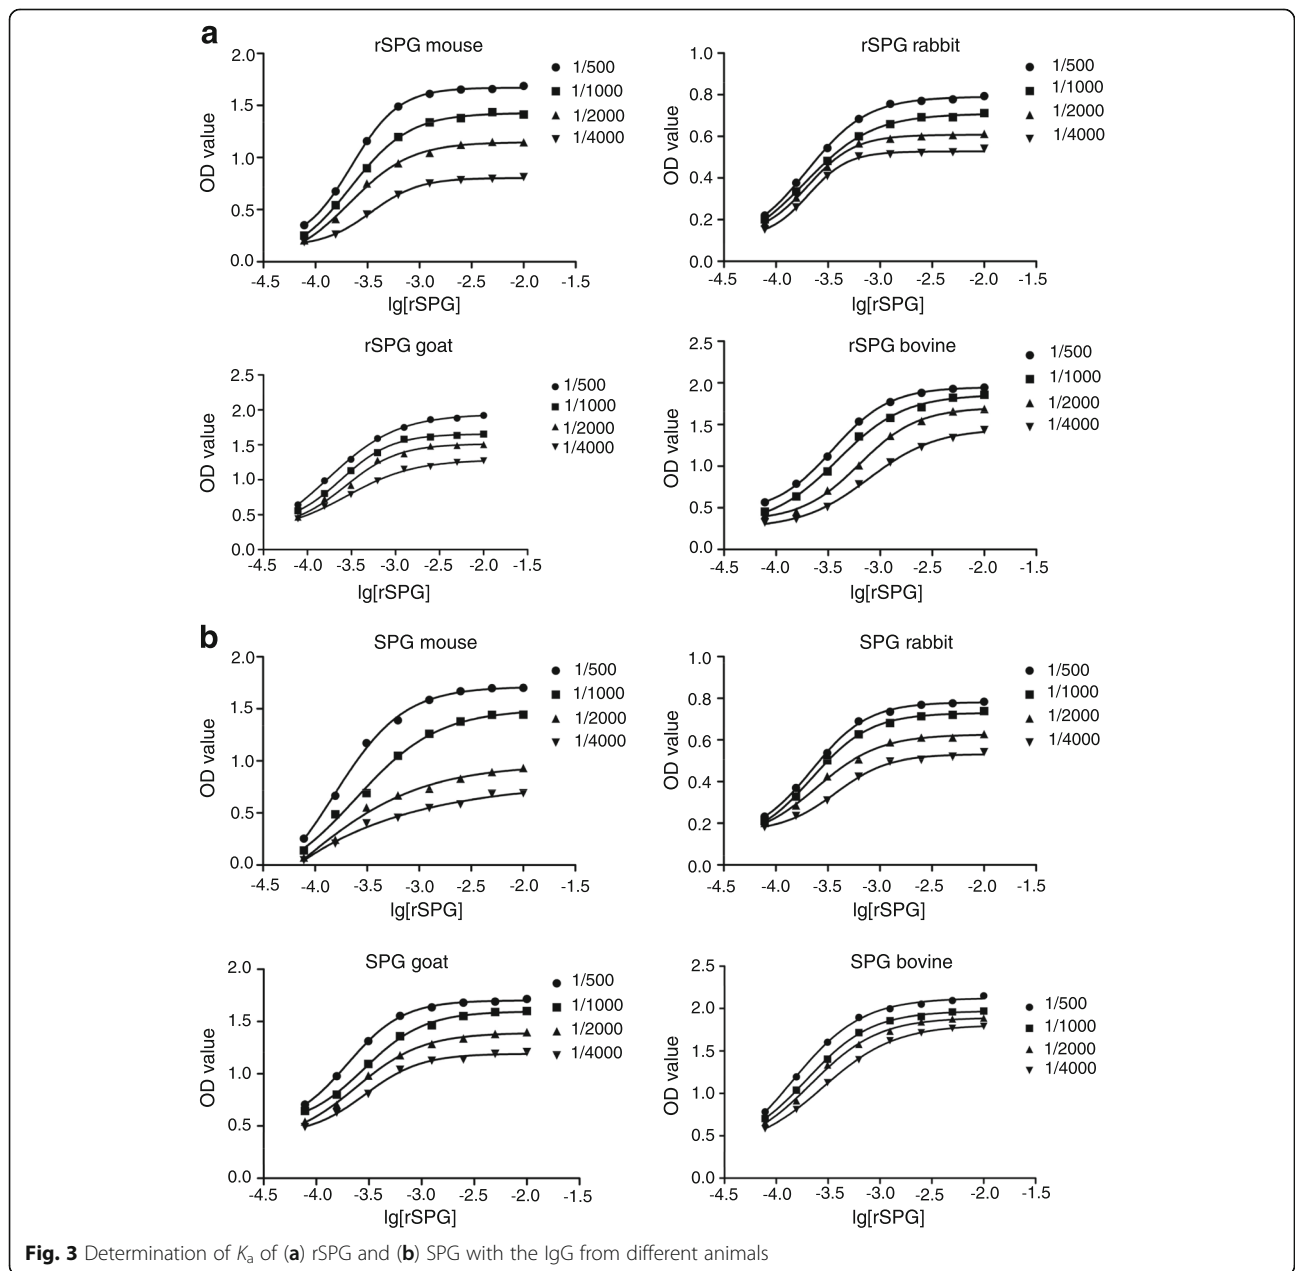 a
rSPG mouse
2.0
1.5
1.0
0.5
0.0
OD value
-4.5 -4.0 -3.5 -3.0 -2.5 -2.0 -1.5
lg[rSPG]
1/500
1/1000
1/2000
1/4000
rSPG rabbit
1.0
0.8
0.6
0.4
0.2
0.0
OD value
-4.5 -4.0 -3.5 -3.0 -2.5 -2.0 -1.5
lg[rSPG]
1/500
1/1000
1/2000
1/4000
rSPG goat
2.5
2.0
1.5
1.0
0.5
0.0
OD value
-4.5 -4.0 -3.5 -3.0 -2.5 -2.0 -1.5
lg[rSPG]
1/500
1/1000
1/2000
1/4000
rSPG bovine
2.5
2.0
1.5
1.0
0.5
0.0
OD value
-4.5 -4.0 -3.5 -3.0 -2.5 -2.0 -1.5
lg[rSPG]
1/500
1/1000
1/2000
1/4000
b
SPG mouse
2.0
1.5
1.0
0.5
0.0
OD value
-4.5 -4.0 -3.5 -3.0 -2.5 -2.0 -1.5
lg[rSPG]
1/500
1/1000
1/2000
1/4000
SPG rabbit
1.0
0.8
0.6
0.4
0.2
0.0
OD value
-4.5 -4.0 -3.5 -3.0 -2.5 -2.0 -1.5
lg[rSPG]
1/500
1/1000
1/2000
1/4000
SPG goat
2.0
1.5
1.0
0.5
0.0
OD value
-4.5 -4.0 -3.5 -3.0 -2.5 -2.0 -1.5
lg[rSPG]
1/500
1/1000
1/2000
1/4000
SPG bovine
2.5
2.0
1.5
1.0
0.5
0.0
OD value
-4.5 -4.0 -3.5 -3.0 -2.5 -2.0 -1.5
lg[rSPG]
1/500
1/1000
1/2000
1/4000
Fig. 3 Determination of Ka of (a) rSPG and (b) SPG with the IgG from different animals